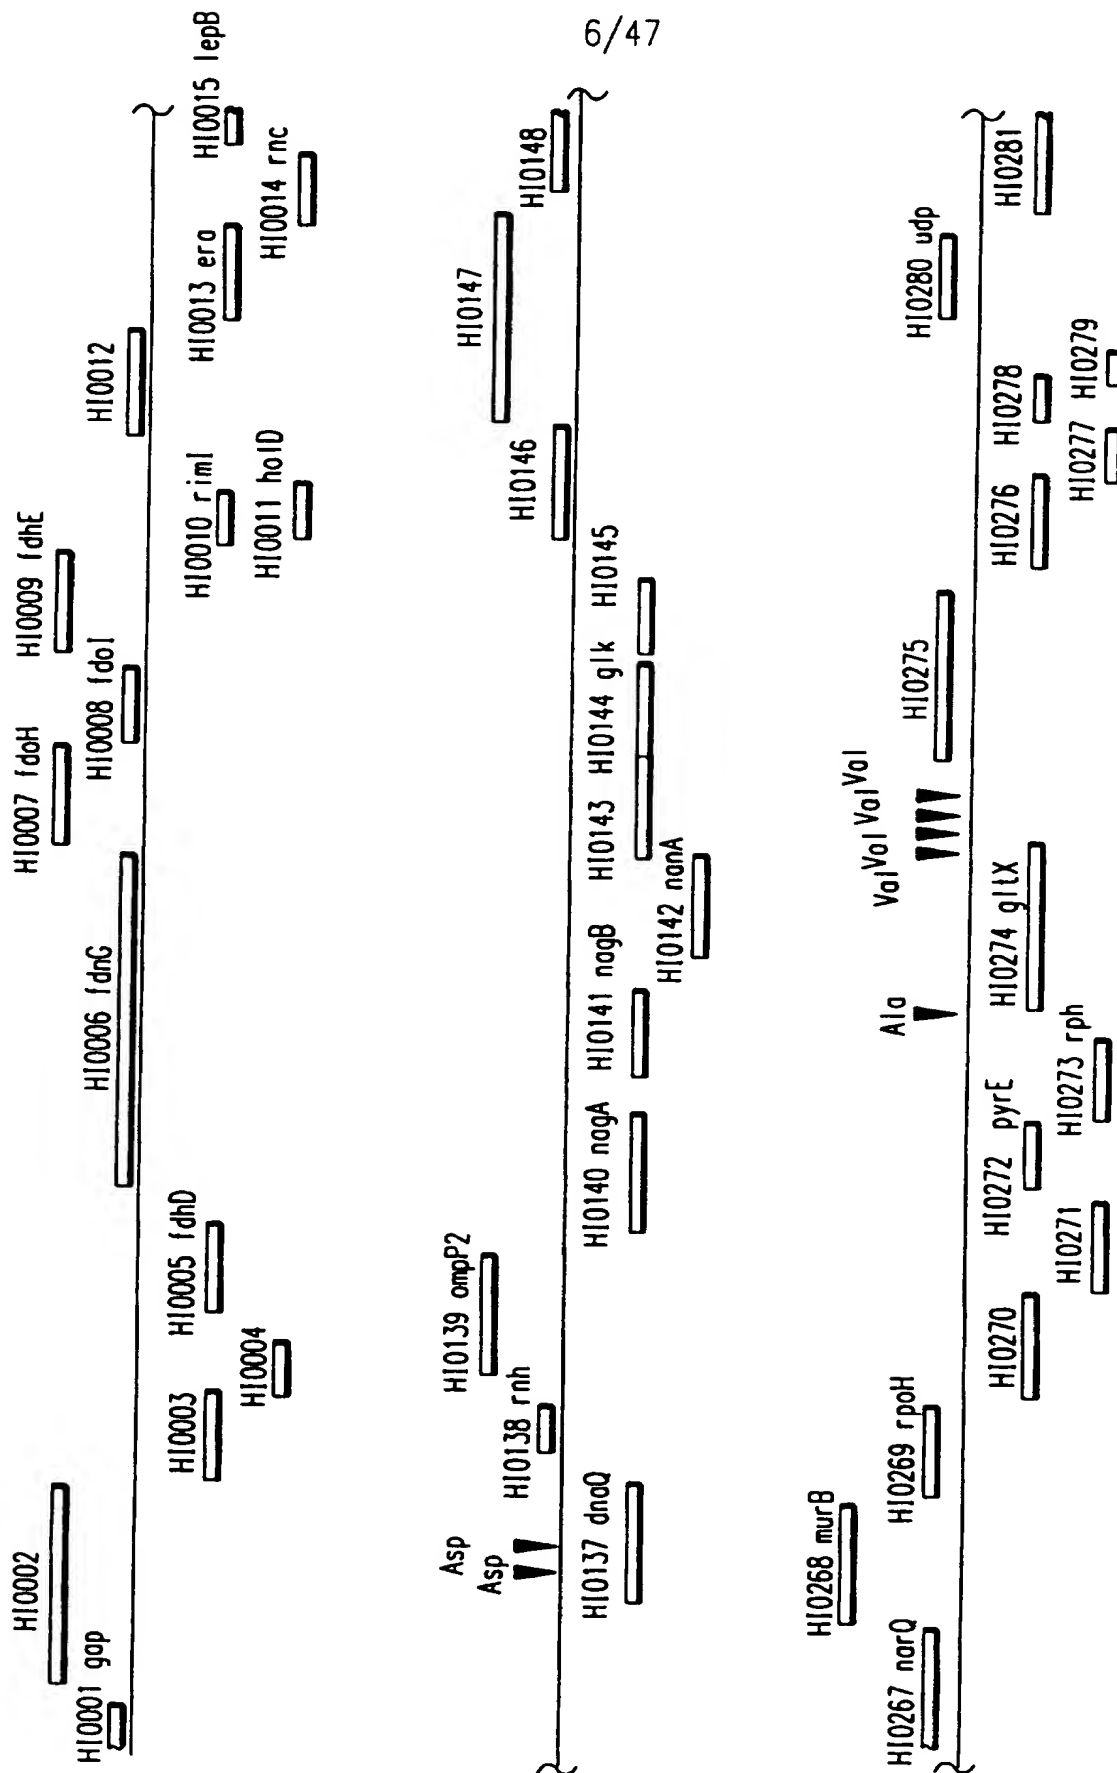 6/47
HI0001 gap
HI0002
HI0003
HI0004
HI0005 fdhD
HI0006 fdnG
HI0007 fdoH
HI0008 fdoI
HI0009 fdhE
HI0010 rimI
HI0011 holD
HI0012
HI0013 era
HI0014 rnc
HI0015 lepB
Asp
Asp
HI0137 dnaQ
HI0138 rnh
HI0139 ompP2
HI0140 nagA
HI0141 nagB
HI0142 nanA
HI0143
HI0144 glk
HI0145
HI0146
HI0147
HI0148
HI0267 narQ
HI0268 murB
HI0269 rpoH
HI0270
HI0271
HI0272 pyrE
HI0273 rph
Ala
HI0274 gltX
Val
Val
Val
Val
HI0275
HI0276
HI0277
HI0278
HI0279
HI0280 udp
HI0281